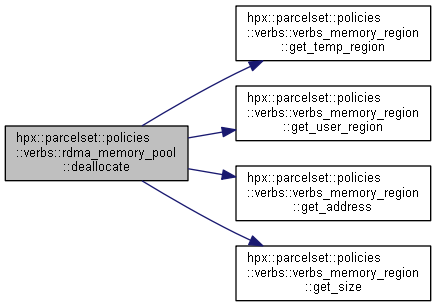 hpx::parcelset::policies
::verbs::rdma_memory_pool
::deallocate
hpx::parcelset::policies
::verbs::verbs_memory_region
::get_temp_region
hpx::parcelset::policies
::verbs::verbs_memory_region
::get_user_region
hpx::parcelset::policies
::verbs::verbs_memory_region
::get_address
hpx::parcelset::policies
::verbs::verbs_memory_region
::get_size